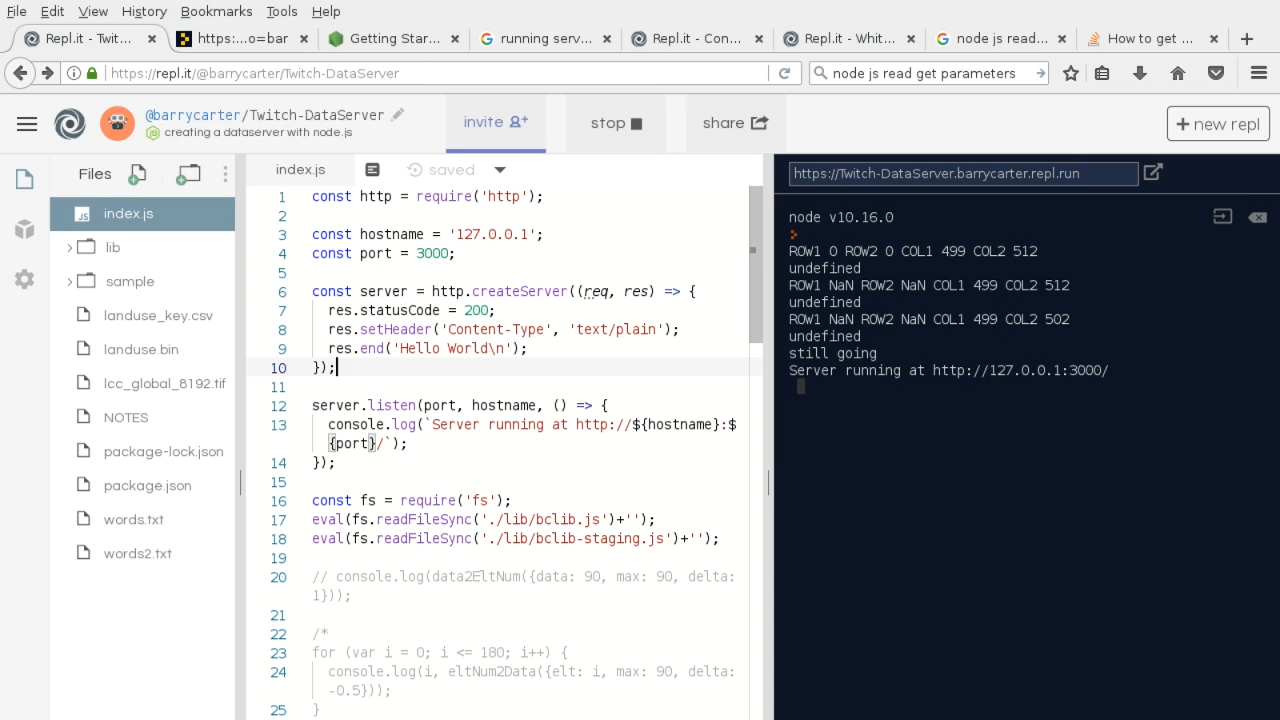 File Edit View History Bookmarks Tools Help
Repl.it - Twit... × https:...o=bar × Getting Star... × running serv... × Repl.it - Con... × Repl.it - Whit... × node js read... × How to get ... × +
https://repl.it/@barrycarter/Twitch-DataServer node js read get parameters
@barrycarter/Twitch-DataServer
creating a dataserver with node.js
invite stop share + new repl
Files
index.js
lib
sample
landuse_key.csv
landuse.bin
lcc_global_8192.tif
NOTES
package-lock.json
package.json
words.txt
words2.txt
index.js saved
1 const http = require('http');
2
3 const hostname = '127.0.0.1';
4 const port = 3000;
5
6 const server = http.createServer((req, res) => {
7 res.statusCode = 200;
8 res.setHeader('Content-Type', 'text/plain');
9 res.end('Hello World\n');
10 });
11
12 server.listen(port, hostname, () => {
13 console.log(`Server running at http://${hostname}:$
{port}/`);
14 });
15
16 const fs = require('fs');
17 eval(fs.readFileSync('./lib/bclib.js')+'');
18 eval(fs.readFileSync('./lib/bclib-staging.js')+'');
19
20 // console.log(data2EltNum({data: 90, max: 90, delta:
1}));
21
22 /*
23 for (var i = 0; i <= 180; i++) {
24 console.log(i, eltNum2Data({elt: i, max: 90, delta:
-0.5}));
25 }
https://Twitch-DataServer.barrycarter.repl.run
node v10.16.0
ROW1 0 ROW2 0 COL1 499 COL2 512
undefined
ROW1 NaN ROW2 NaN COL1 499 COL2 512
undefined
ROW1 NaN ROW2 NaN COL1 499 COL2 502
undefined
still going
Server running at http://127.0.0.1:3000/